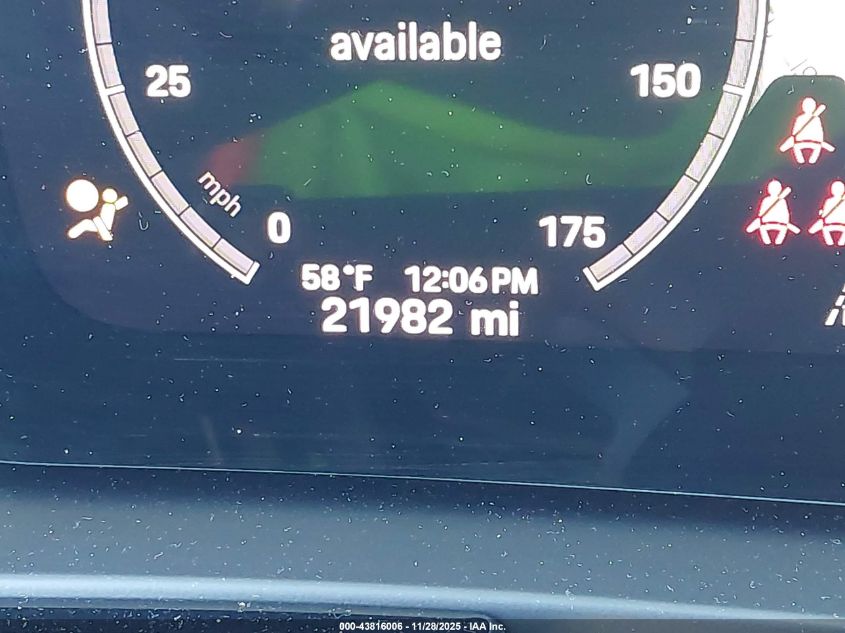 available
25
150
mph
0
175
58°F 12:06 PM
21982 mi
000-43816006 - 11/28/2025 - IAA Inc.